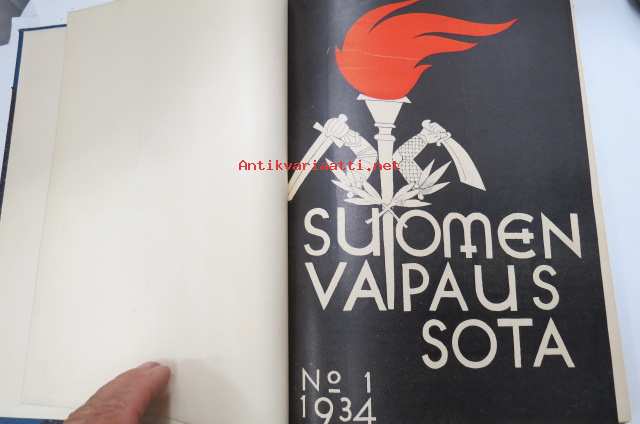 Antikvariaatti.net
SUOMEN
VAPAUS
SOTA
No 1
1934